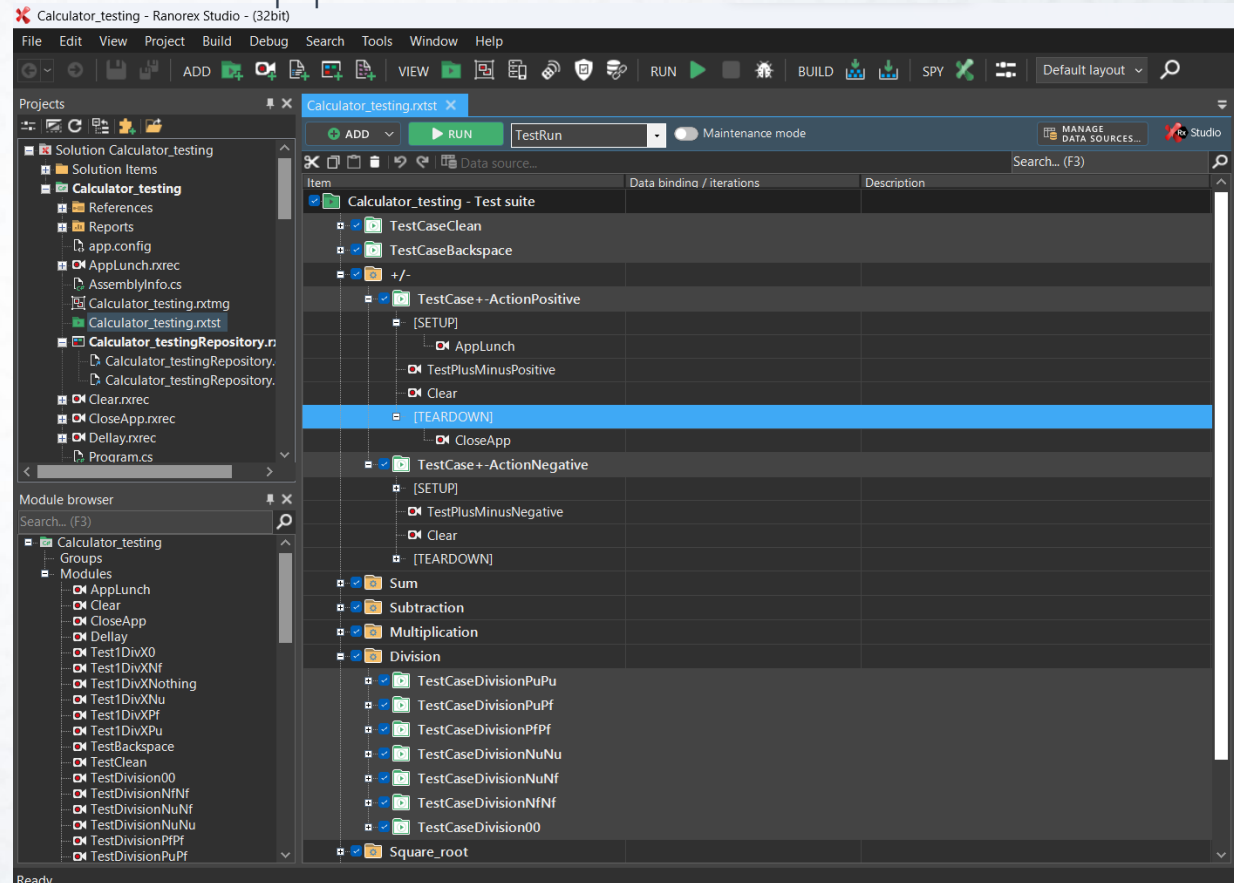 Calculator_testing - Ranorex Studio - (32bit)
File Edit View Project Build Debug Search Tools Window Help
ADD VIEW RUN BUILD SPY Default layout
Projects
Solution Calculator_testing
Solution Items
Calculator_testing
References
Reports
app.config
AppLunch.rxrec
AssemblyInfo.cs
Calculator_testing.rxtmg
Calculator_testing.rxtst
Calculator_testingRepository.r
Calculator_testingRepository.
Calculator_testingRepository.
Clear.rxrec
CloseApp.rxrec
Dellay.rxrec
Program.cs
Module browser
Search... (F3)
Calculator_testing
Groups
Modules
AppLunch
Clear
CloseApp
Dellay
Test1DivX0
Test1DivXNf
Test1DivXNothing
Test1DivXNu
Test1DivXPf
Test1DivXPu
TestBackspace
TestClean
TestDivision00
TestDivisionNfNf
TestDivisionNuNf
TestDivisionNuNu
TestDivisionPfPf
TestDivisionPuPf
Calculator_testing.rxtst
ADD RUN TestRun Maintenance mode MANAGE DATA SOURCES... Rx Studio
Data source... Search... (F3)
Item Data binding / iterations Description
Calculator_testing - Test suite
TestCaseClean
TestCaseBackspace
+/-
TestCase+-ActionPositive
[SETUP]
AppLunch
TestPlusMinusPositive
Clear
[TEARDOWN]
CloseApp
TestCase+-ActionNegative
[SETUP]
TestPlusMinusNegative
Clear
[TEARDOWN]
Sum
Subtraction
Multiplication
Division
TestCaseDivisionPuPu
TestCaseDivisionPuPf
TestCaseDivisionPfPf
TestCaseDivisionNuNu
TestCaseDivisionNuNf
TestCaseDivisionNfNf
TestCaseDivision00
Square_root
Ready